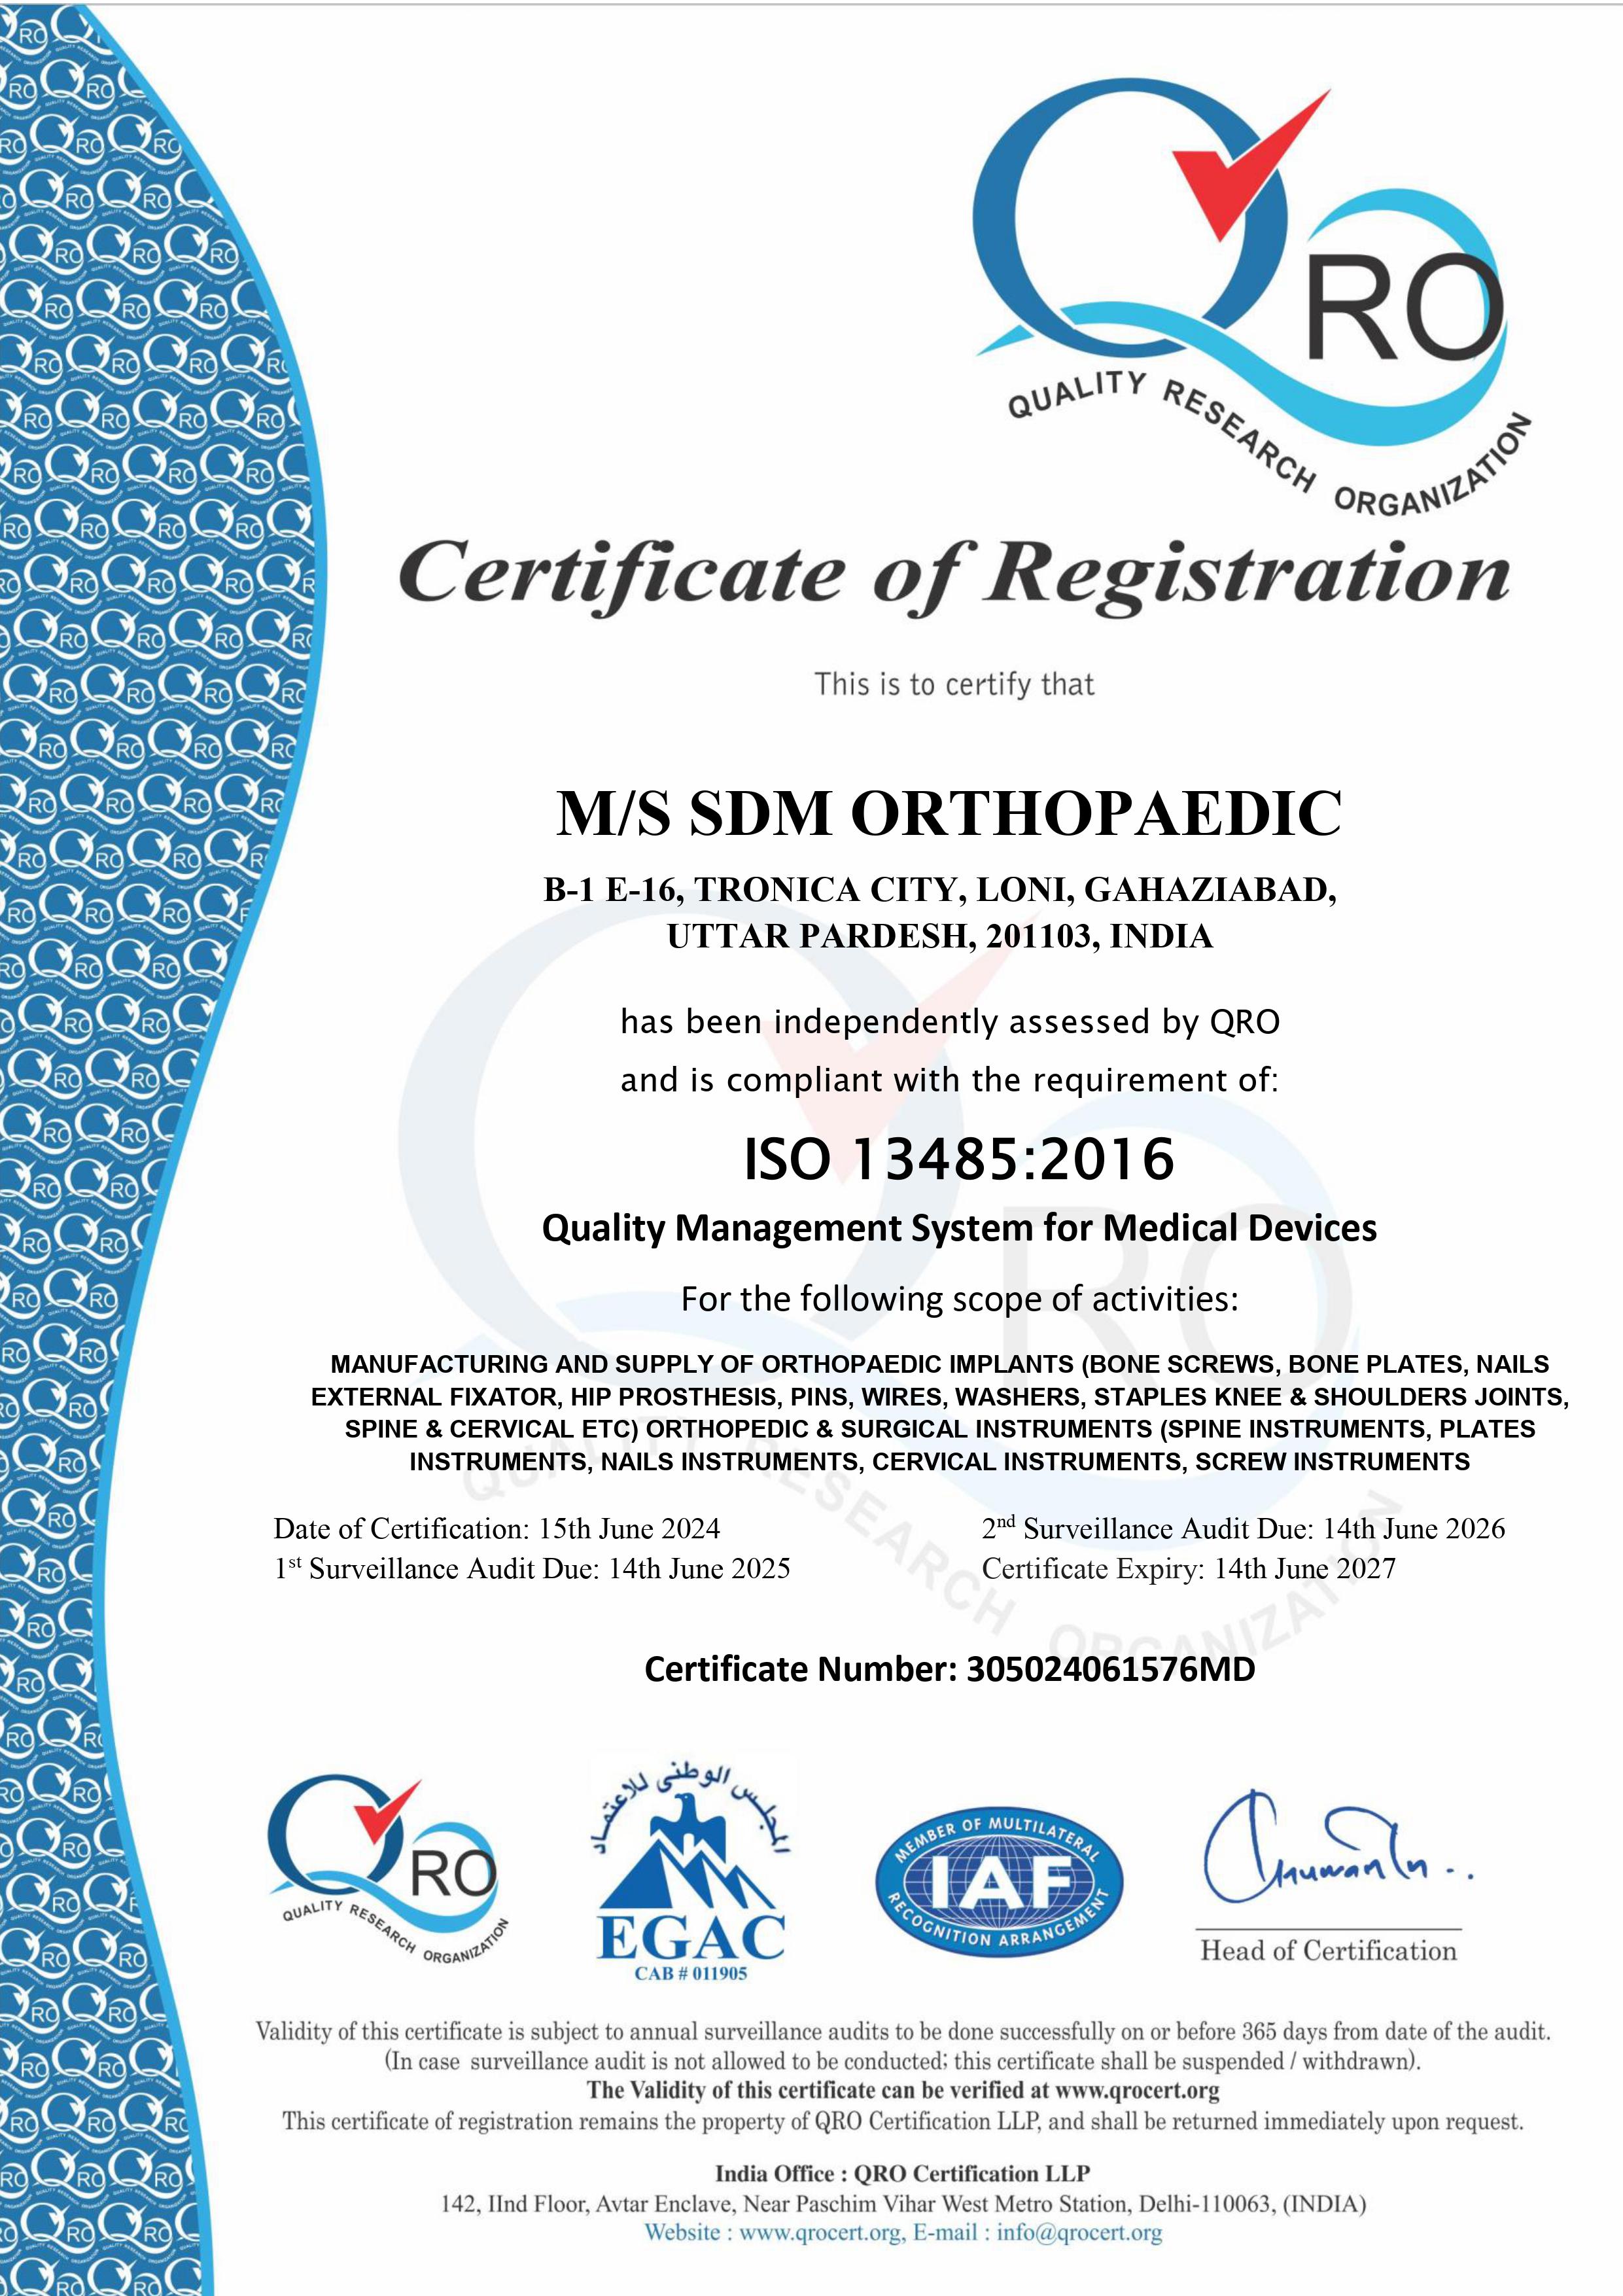 QRO
QUALITY RESEARCH ORGANIZATION
Certificate of Registration
This is to certify that
M/S SDM ORTHOPAEDIC
B-1 E-16, TRONICA CITY, LONI, GAHAZIABAD,
UTTAR PARDESH, 201103, INDIA
has been independently assessed by QRO
and is compliant with the requirement of:
ISO 13485:2016
Quality Management System for Medical Devices
For the following scope of activities:
MANUFACTURING AND SUPPLY OF ORTHOPAEDIC IMPLANTS (BONE SCREWS, BONE PLATES, NAILS
EXTERNAL FIXATOR, HIP PROSTHESIS, PINS, WIRES, WASHERS, STAPLES KNEE & SHOULDERS JOINTS,
SPINE & CERVICAL ETC) ORTHOPEDIC & SURGICAL INSTRUMENTS (SPINE INSTRUMENTS, PLATES
INSTRUMENTS, NAILS INSTRUMENTS, CERVICAL INSTRUMENTS, SCREW INSTRUMENTS
Date of Certification: 15th June 2024
1st Surveillance Audit Due: 14th June 2025
2nd Surveillance Audit Due: 14th June 2026
Certificate Expiry: 14th June 2027
Certificate Number: 305024061576MD
QRO
QUALITY RESEARCH ORGANIZATION
المجلس الوطنى للاعتماد
EGAC
CAB # 011905
MEMBER OF MULTILATERAL
IAF
RECOGNITION ARRANGEMENT
Head of Certification
Validity of this certificate is subject to annual surveillance audits to be done successfully on or before 365 days from date of the audit.
(In case surveillance audit is not allowed to be conducted; this certificate shall be suspended / withdrawn).
The Validity of this certificate can be verified at www.qrocert.org
This certificate of registration remains the property of QRO Certification LLP, and shall be returned immediately upon request.
India Office : QRO Certification LLP
142, IInd Floor, Avtar Enclave, Near Paschim Vihar West Metro Station, Delhi-110063, (INDIA)
Website : www.qrocert.org, E-mail : info@qrocert.org